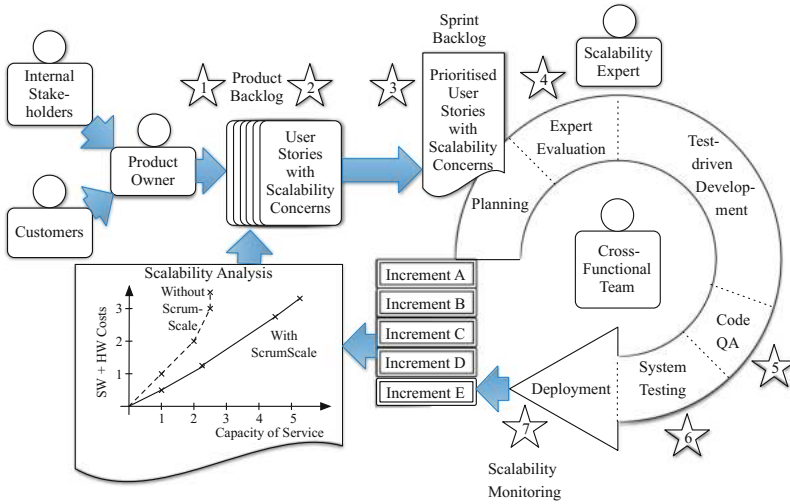 Internal
Stake-
holders
Customers
Product
Owner
1
Product
Backlog
2
User
Stories
with
Scalability
Concerns
3
Sprint
Backlog
Prioritised
User
Stories
with
Scalability
Concerns
4
Scalability
Expert
Planning
Expert
Evaluation
Test-
driven
Develop-
ment
Cross-
Functional
Team
Code
QA
5
System
Testing
6
Deployment
7
Scalability
Monitoring
Increment A
Increment B
Increment C
Increment D
Increment E
Scalability Analysis
Without
Scrum-
Scale
With
ScrumScale
SW + HW Costs
3
2
1
1 2 3 4 5
Capacity of Service